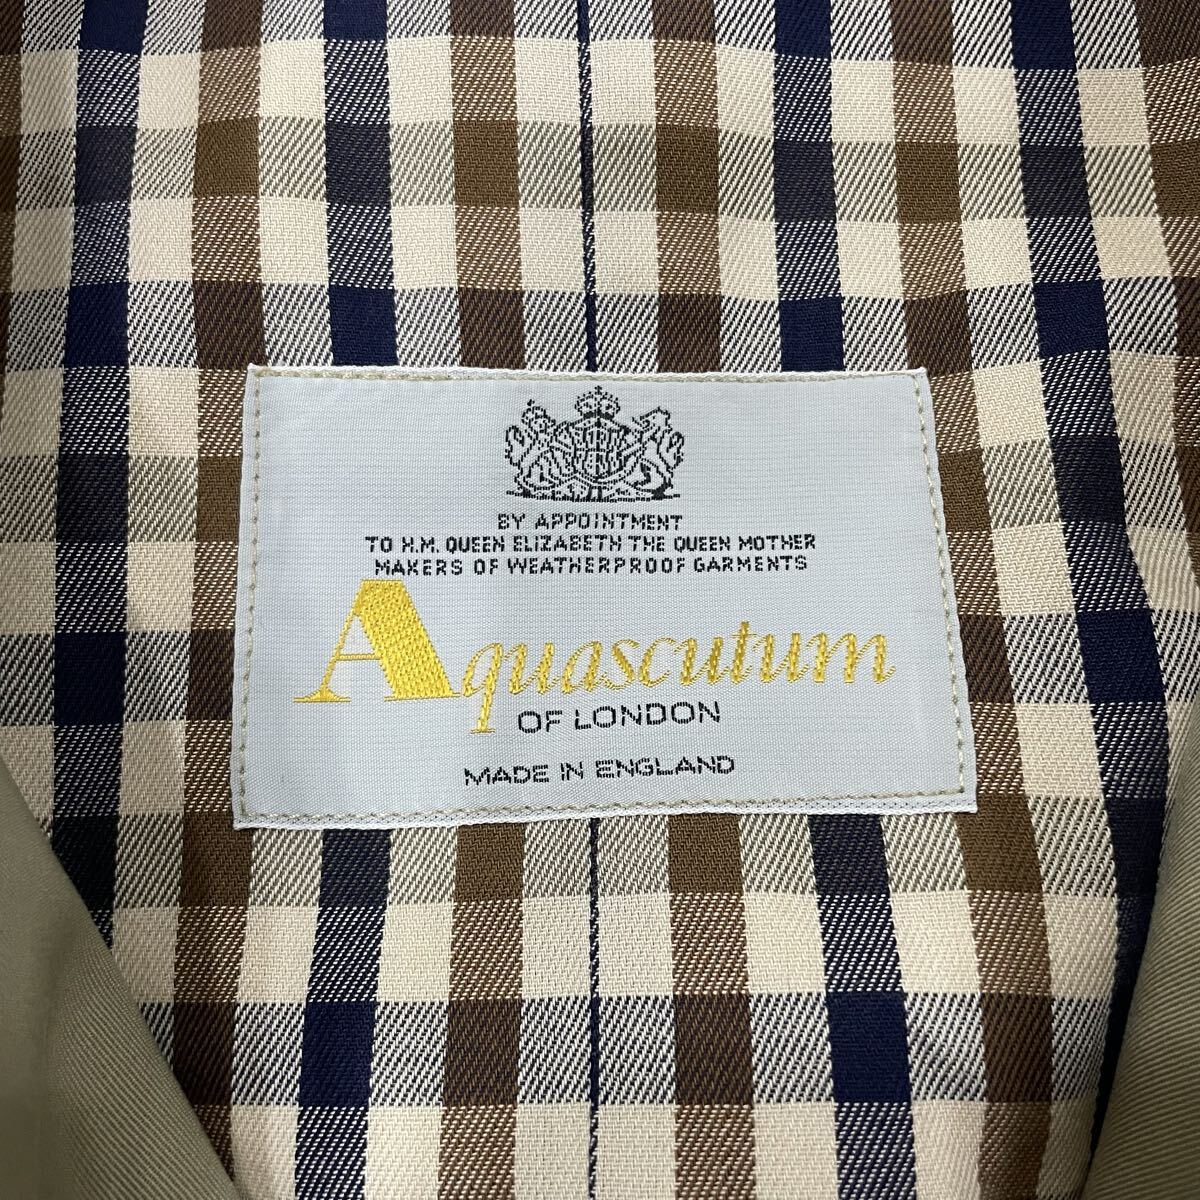 BY APPOINTMENT
TO H.M. QUEEN ELIZABETH THE QUEEN MOTHER
MAKERS OF WEATHERPROOF GARMENTS
Aquascutum
OF LONDON
MADE IN ENGLAND